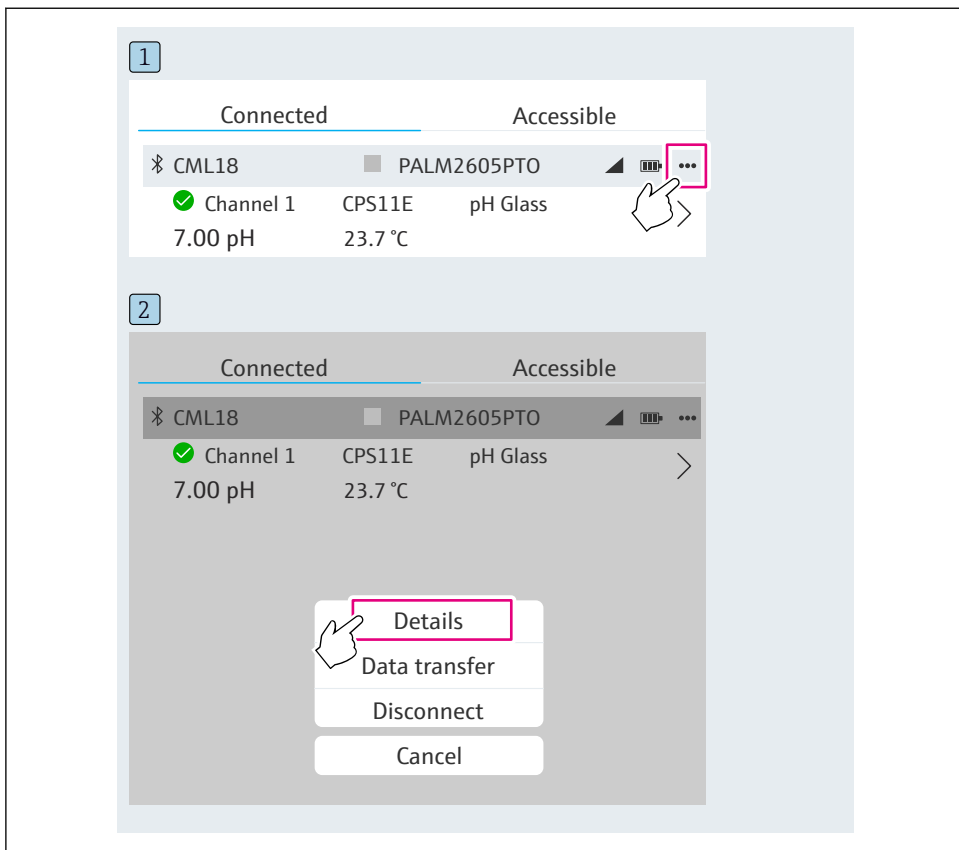 1
Connected Accessible
CML18 PALM2605PTO
Channel 1 CPS11E pH Glass
7.00 pH 23.7 °C
2
Connected Accessible
CML18 PALM2605PTO
Channel 1 CPS11E pH Glass
7.00 pH 23.7 °C
Details
Data transfer
Disconnect
Cancel